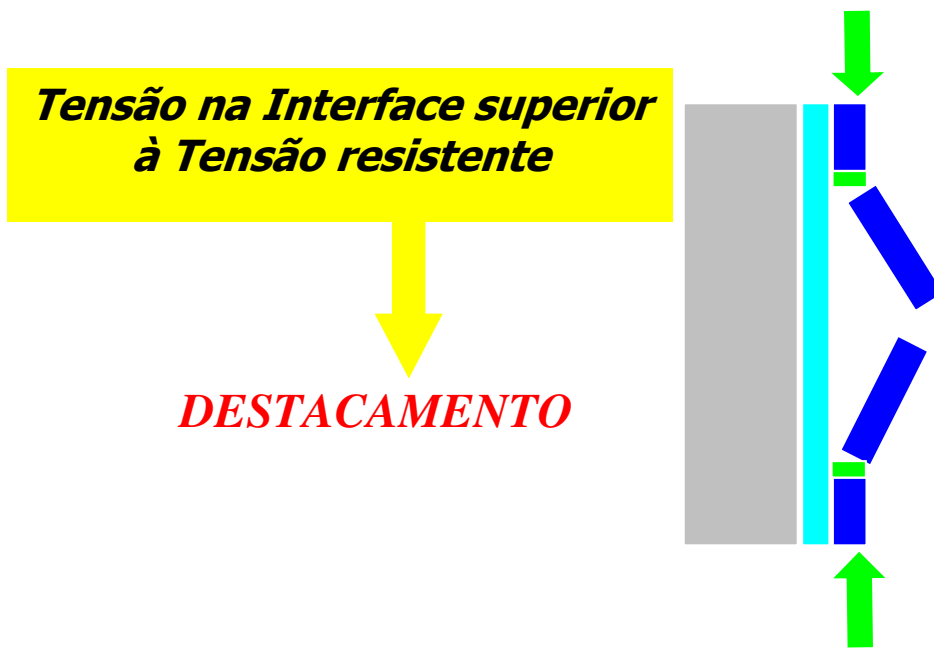 Tensão na Interface superior
à Tensão resistente
DESTACAMENTO